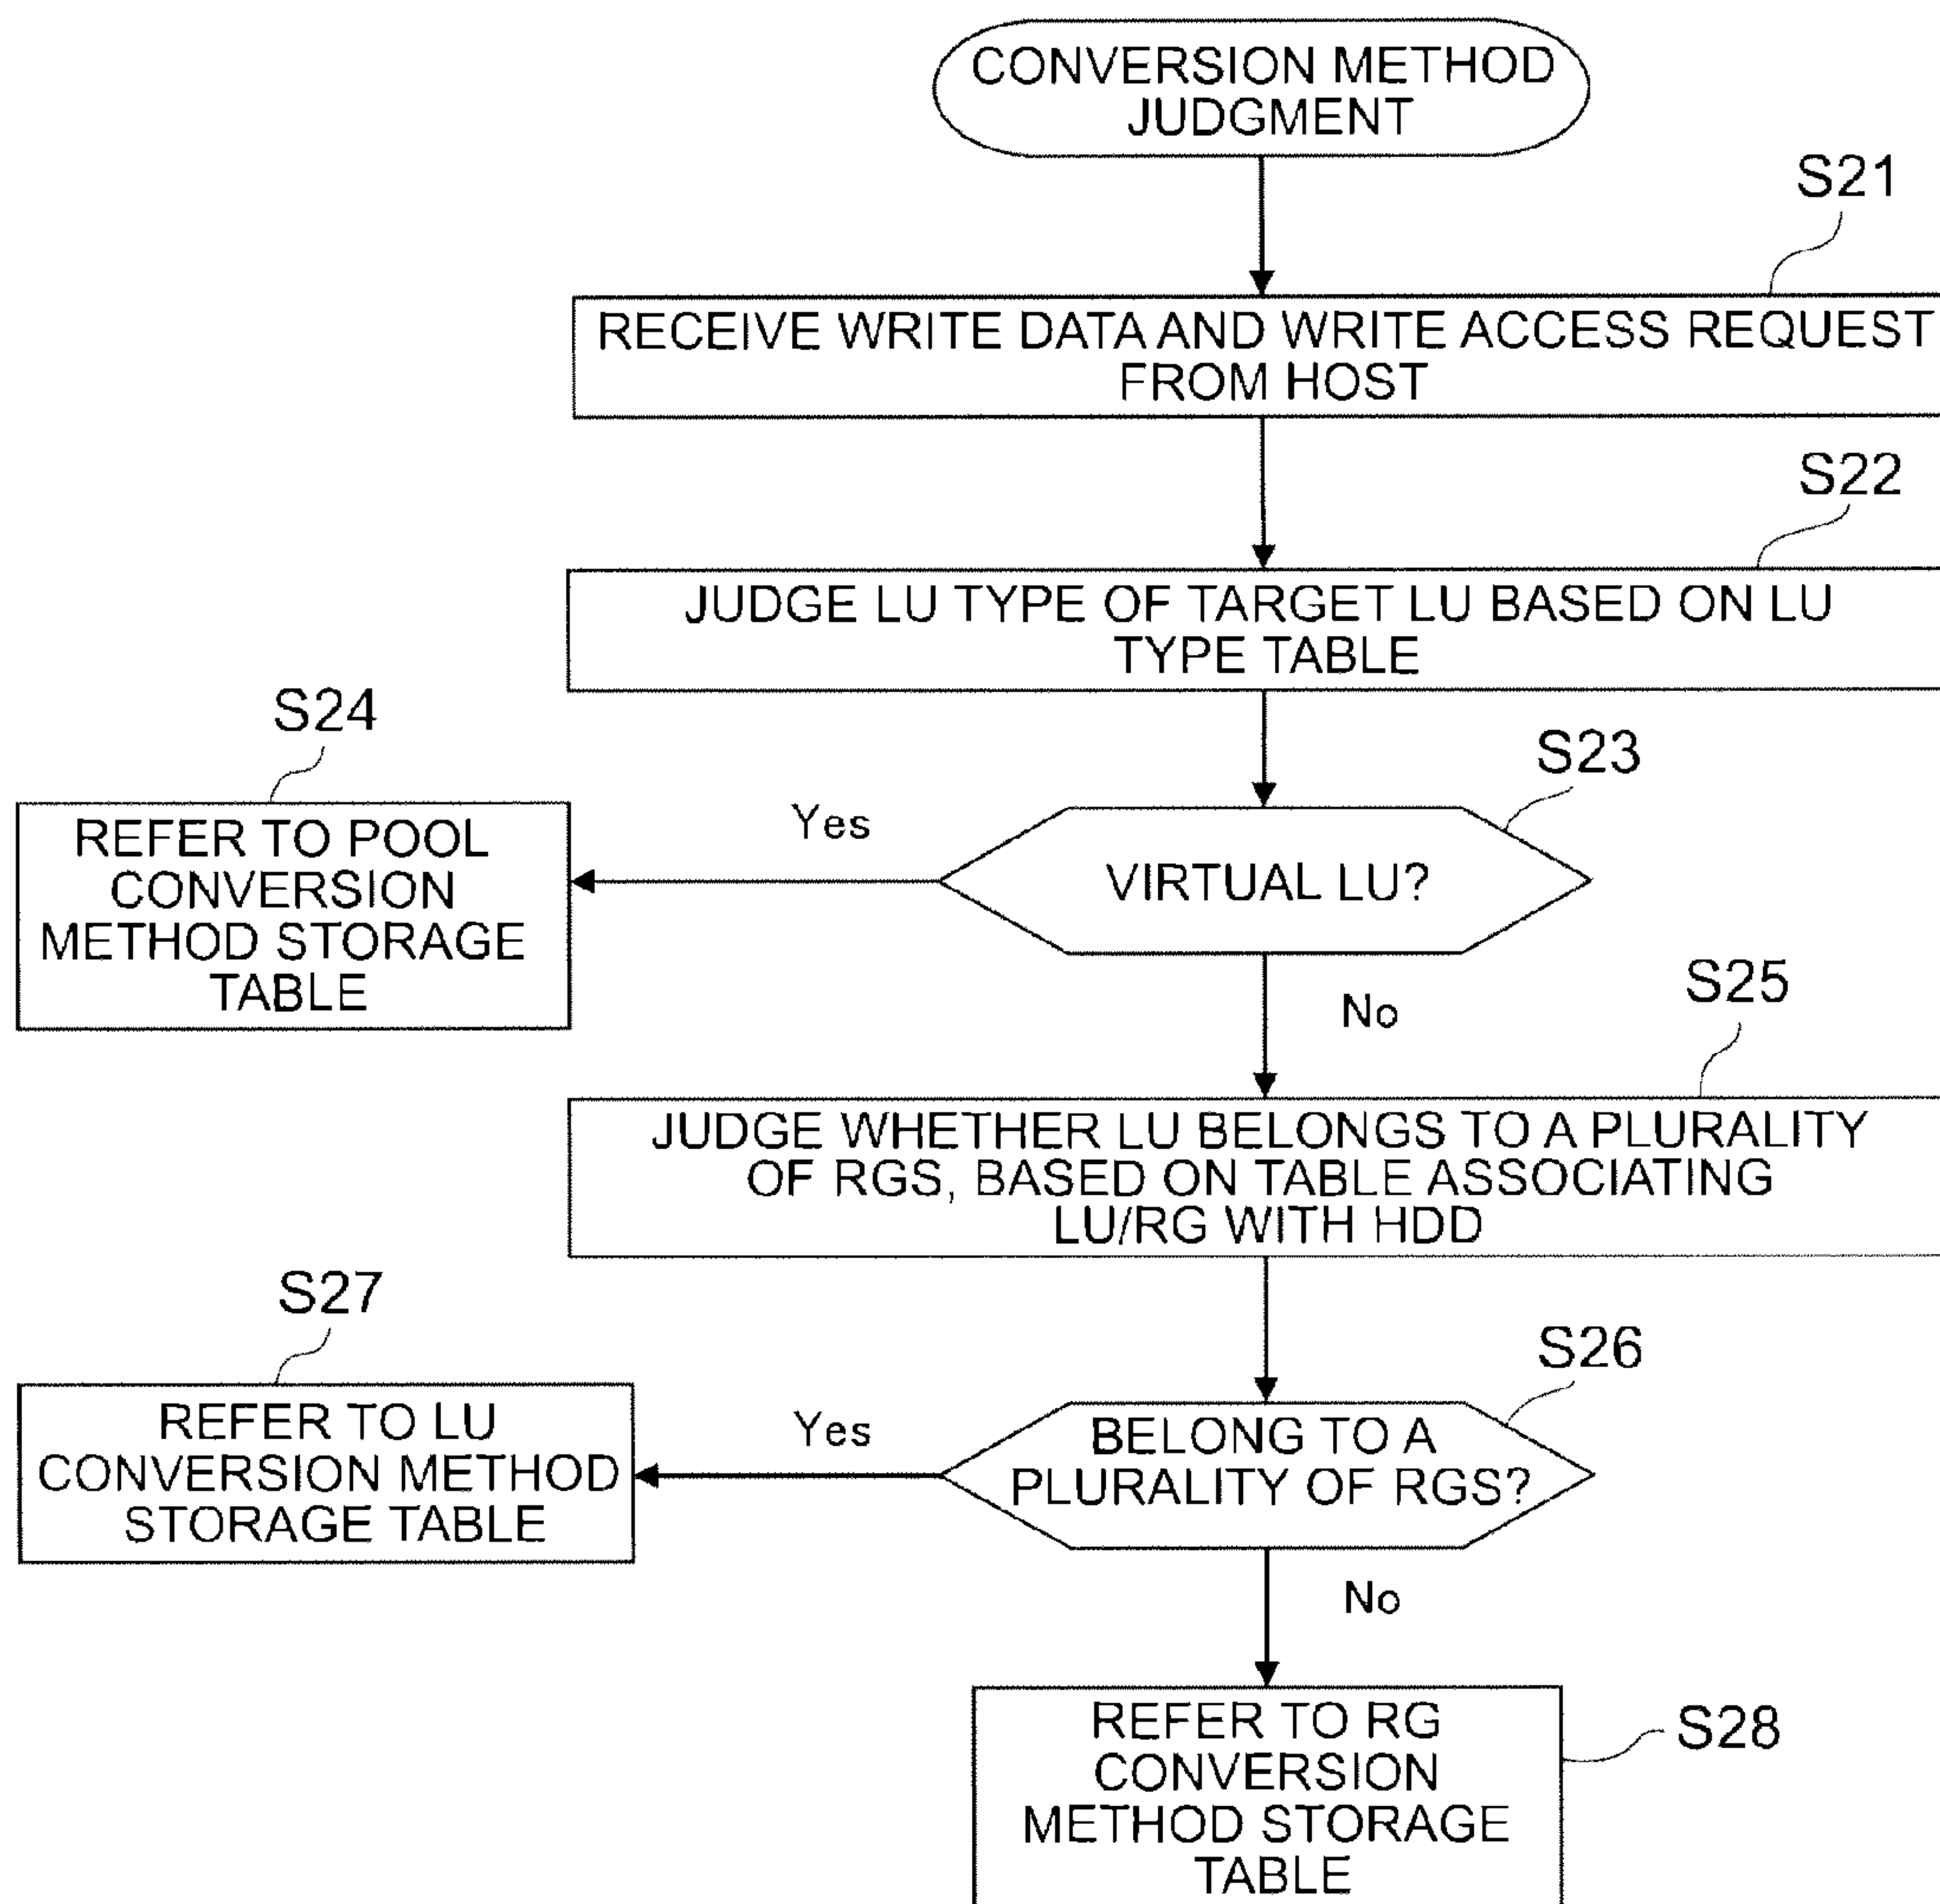 CONVERSION METHOD
JUDGMENT
S21
RECEIVE WRITE DATA AND WRITE ACCESS REQUEST
FROM HOST
S22
JUDGE LU TYPE OF TARGET LU BASED ON LU
TYPE TABLE
S23
VIRTUAL LU?
Yes
S24
REFER TO POOL
CONVERSION
METHOD STORAGE
TABLE
No
S25
JUDGE WHETHER LU BELONGS TO A PLURALITY
OF RGS, BASED ON TABLE ASSOCIATING
LU/RG WITH HDD
S26
BELONG TO A
PLURALITY OF RGS?
Yes
S27
REFER TO LU
CONVERSION METHOD
STORAGE TABLE
No
S28
REFER TO RG
CONVERSION
METHOD STORAGE
TABLE